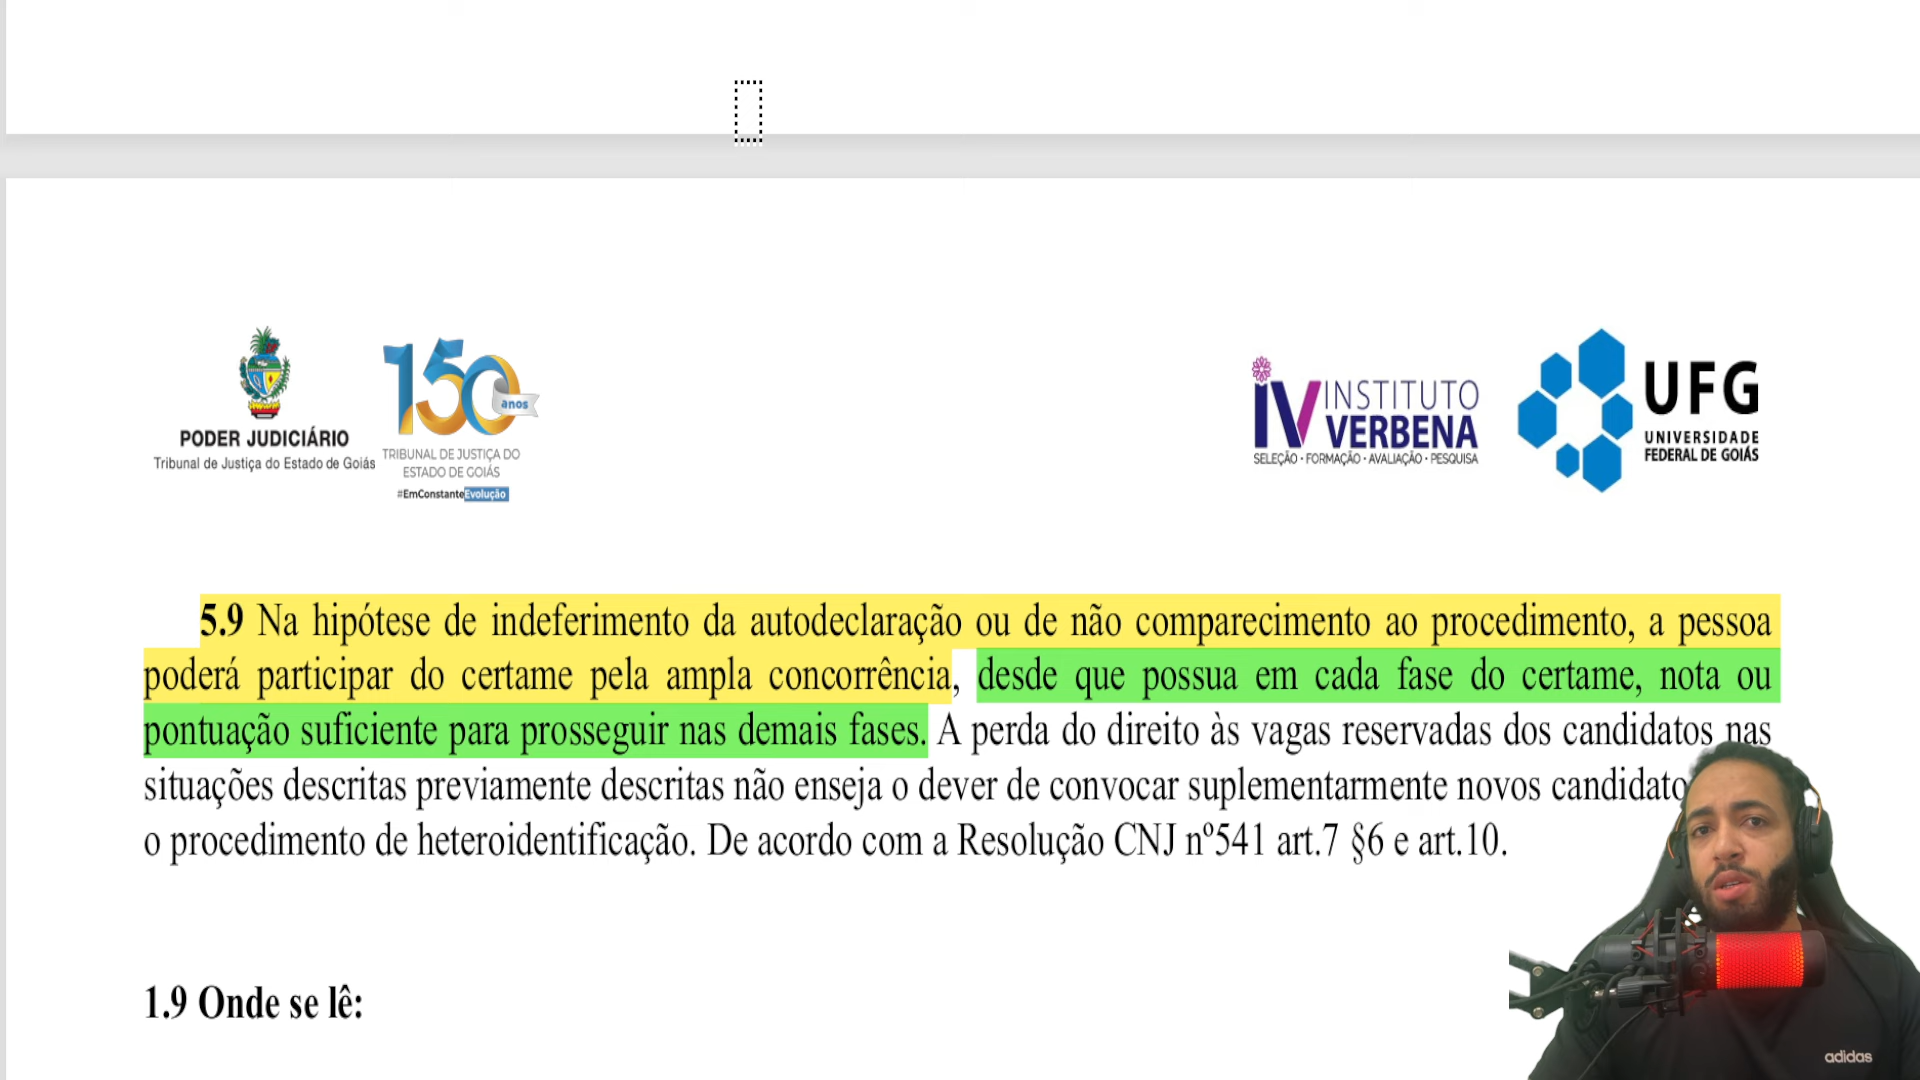 PODER JUDICIÁRIO
Tribunal de Justiça do Estado de Goiás
150
anos
TRIBUNAL DE JUSTIÇA DO
ESTADO DE GOIÁS
#EmConstanteEvolução
iV INSTITUTO
VERBENA
SELEÇÃO • FORMAÇÃO • AVALIAÇÃO • PESQUISA
UFG
UNIVERSIDADE
FEDERAL DE GOIÁS
5.9 Na hipótese de indeferimento da autodeclaração ou de não comparecimento ao procedimento, a pessoa
poderá participar do certame pela ampla concorrência, desde que possua em cada fase do certame, nota ou
pontuação suficiente para prosseguir nas demais fases. A perda do direito às vagas reservadas dos candidatos nas
situações descritas previamente descritas não enseja o dever de convocar suplementarmente novos candidato
o procedimento de heteroidentificação. De acordo com a Resolução CNJ nº541 art.7 §6 e art.10.
1.9 Onde se lê:
adidas